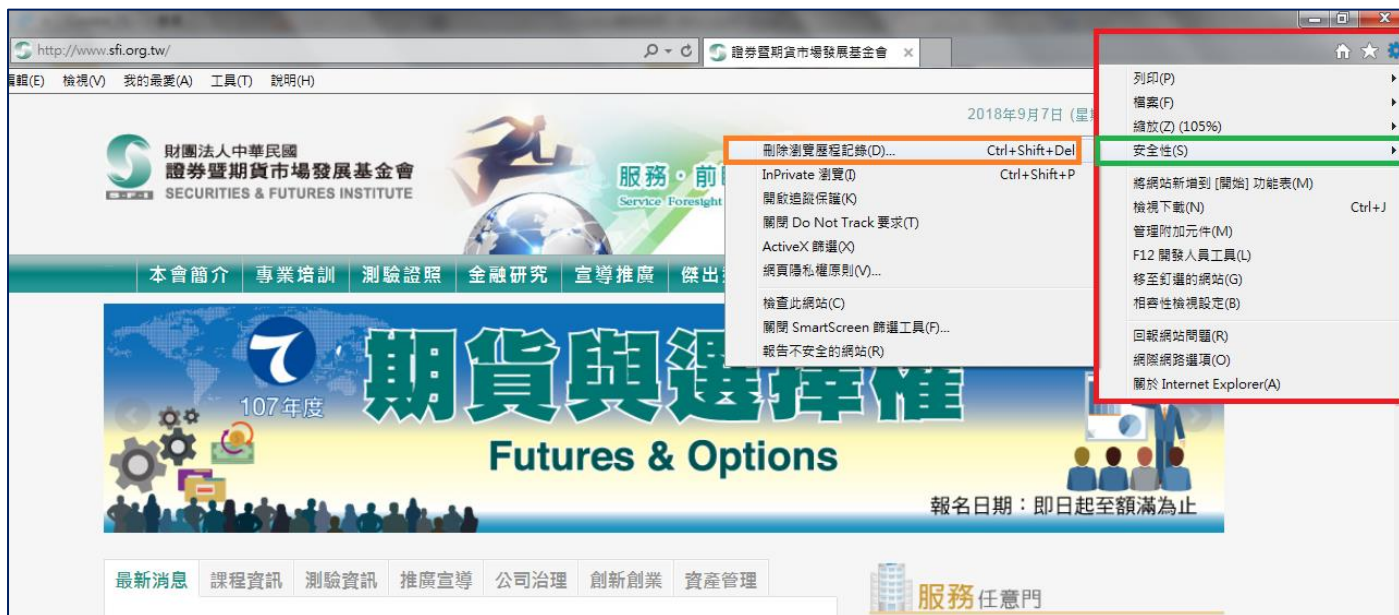 http://www.sfi.org.tw/
證券暨期貨市場發展基金會
編輯(E) 檢視(V) 我的最愛(A) 工具(T) 說明(H)
2018年9月7日 (星
財團法人中華民國
證券暨期貨市場發展基金會
SECURITIES & FUTURES INSTITUTE
S-F-I
服務・前
Service Foresight
列印(P)
檔案(F)
縮放(Z) (105%)
安全性(S)
將網站新增到 [開始] 功能表(M)
檢視下載(N) Ctrl+J
管理附加元件(M)
F12 開發人員工具(L)
移至釘選的網站(G)
相容性檢視設定(B)
回報網站問題(R)
網際網路選項(O)
關於 Internet Explorer(A)
刪除瀏覽歷程記錄(D)... Ctrl+Shift+Del
InPrivate 瀏覽(I) Ctrl+Shift+P
開啟追蹤保護(K)
關閉 Do Not Track 要求(T)
ActiveX 篩選(X)
網頁隱私權原則(V)...
檢查此網站(C)
關閉 SmartScreen 篩選工具(F)...
報告不安全的網站(R)
本會簡介 專業培訓 測驗證照 金融研究 宣導推廣 傑出
107年度
期貨與選擇權
Futures & Options
報名日期：即日起至額滿為止
最新消息 課程資訊 測驗資訊 推廣宣導 公司治理 創新創業 資產管理
服務任意門